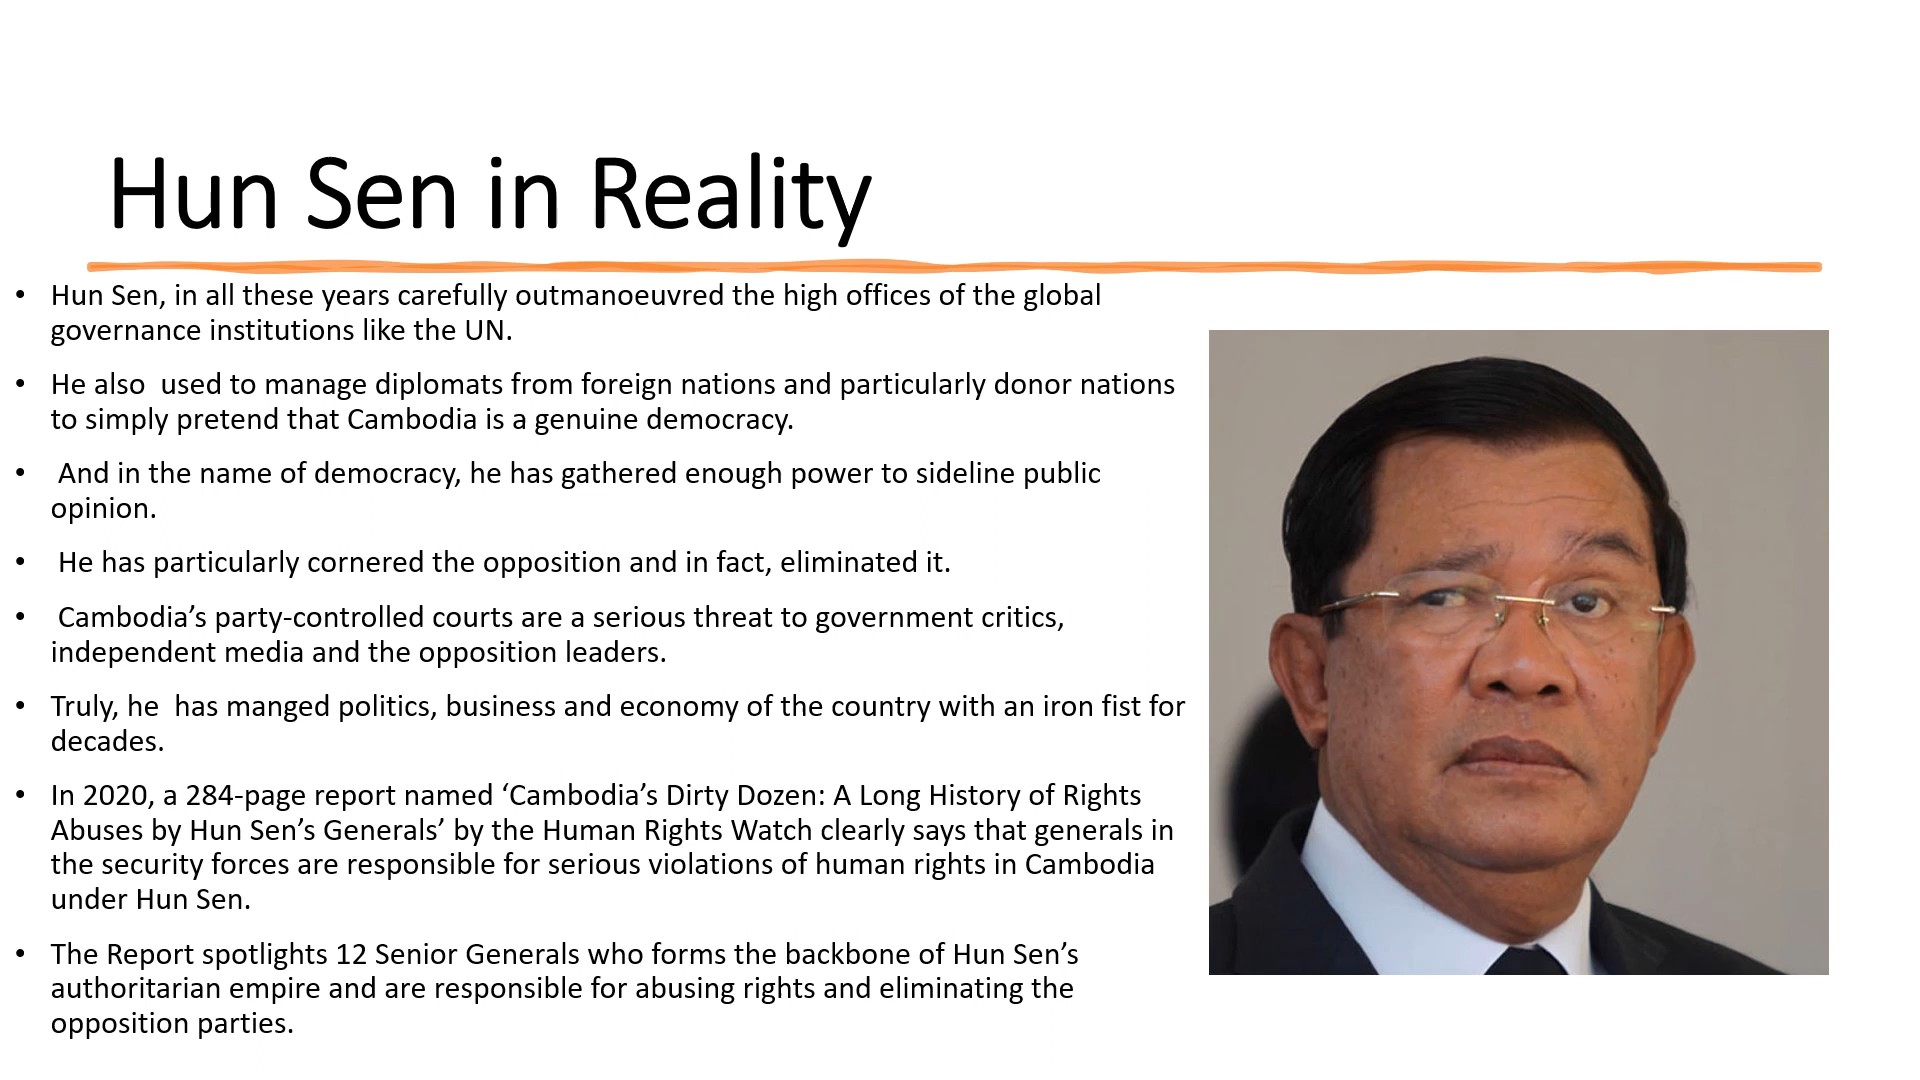 Hun Sen in Reality
• Hun Sen, in all these years carefully outmanoeuvred the high offices of the global
governance institutions like the UN.
• He also  used to manage diplomats from foreign nations and particularly donor nations
to simply pretend that Cambodia is a genuine democracy.
•  And in the name of democracy, he has gathered enough power to sideline public
opinion.
•  He has particularly cornered the opposition and in fact, eliminated it.
•  Cambodia’s party-controlled courts are a serious threat to government critics,
independent media and the opposition leaders.
• Truly, he  has manged politics, business and economy of the country with an iron fist for
decades.
• In 2020, a 284-page report named ‘Cambodia’s Dirty Dozen: A Long History of Rights
Abuses by Hun Sen’s Generals’ by the Human Rights Watch clearly says that generals in
the security forces are responsible for serious violations of human rights in Cambodia
under Hun Sen.
• The Report spotlights 12 Senior Generals who forms the backbone of Hun Sen’s
authoritarian empire and are responsible for abusing rights and eliminating the
opposition parties.